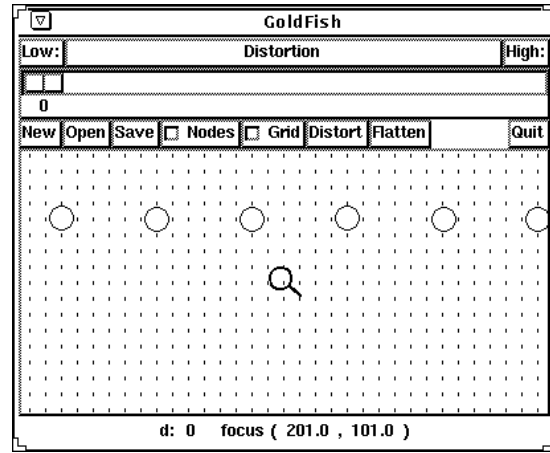 GoldFish
Low: Distortion High:
0
New Open Save Nodes Grid Distort Flatten Quit
d: 0 focus ( 201.0 , 101.0 )